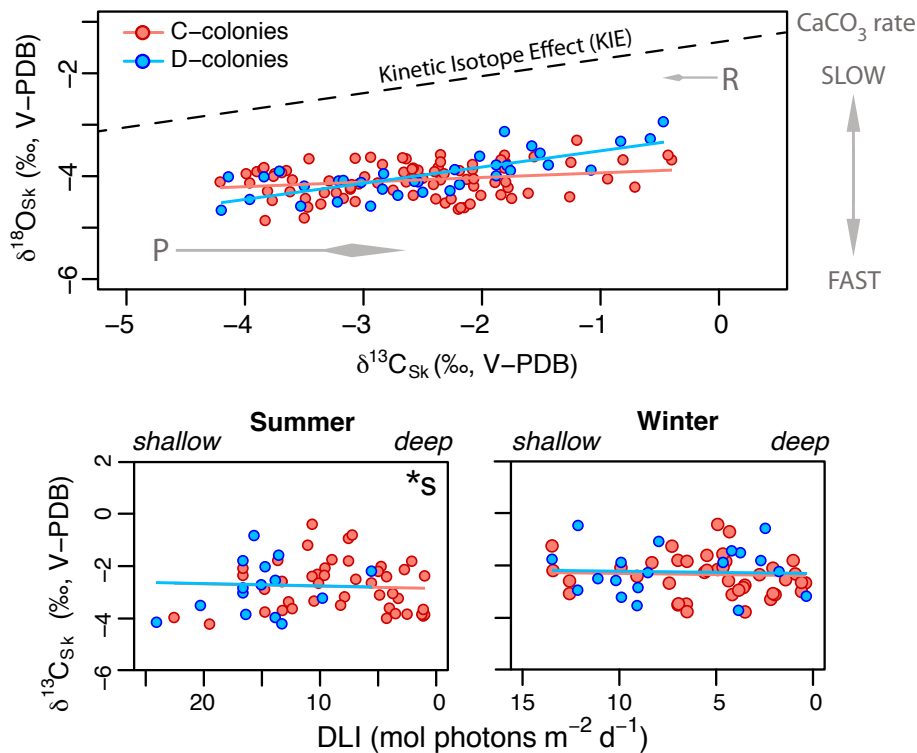 C−colonies
D−colonies
Kinetic Isotope Effect (KIE)
R
P
CaCO3 rate
SLOW
FAST
−2
−4
−6
δ18OSk (‰, V−PDB)
−5 −4 −3 −2 −1 0
δ13CSk (‰, V−PDB)
Summer
shallow deep
*s
2
0
−2
−4
−6
δ13CSk (‰, V−PDB)
20 10 0
Winter
shallow deep
15 10 5 0
DLI (mol photons m−2 d−1)